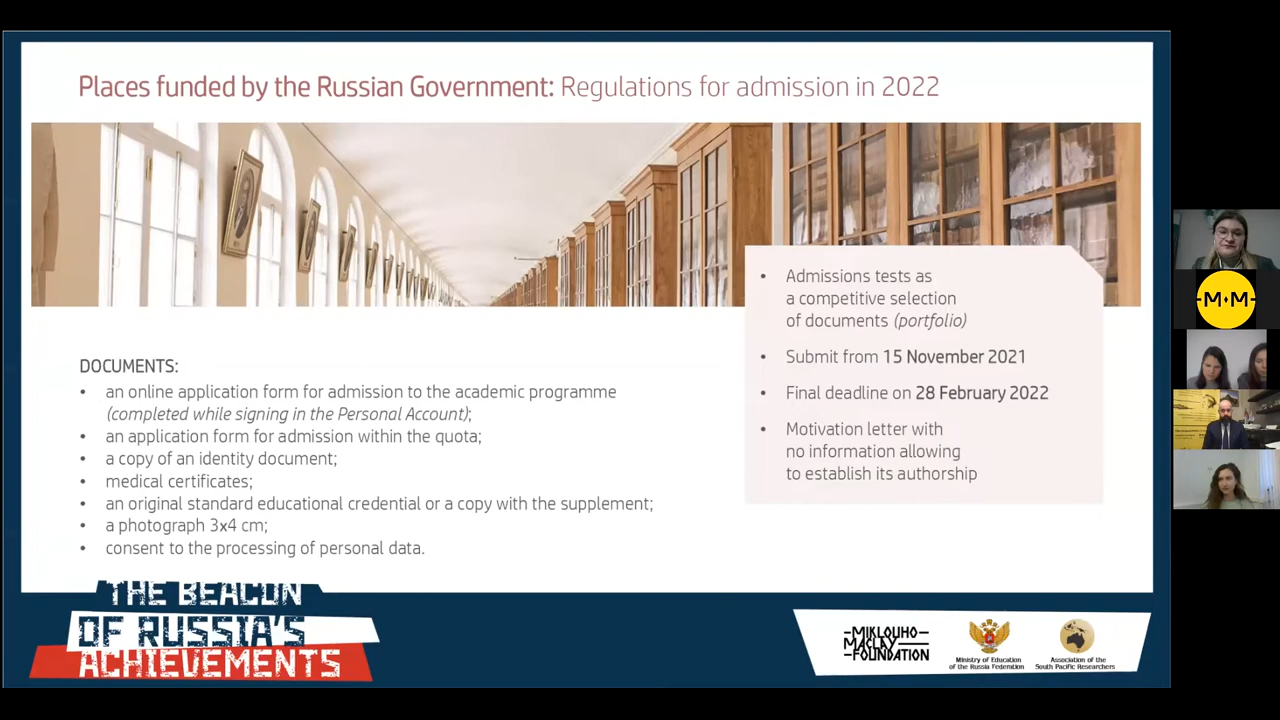 Places funded by the Russian Government: Regulations for admission in 2022
• Admissions tests as
a competitive selection
of documents (portfolio)
• Submit from 15 November 2021
• Final deadline on 28 February 2022
• Motivation letter with
no information allowing
to establish its authorship
DOCUMENTS:
• an online application form for admission to the academic programme
(completed while signing in the Personal Account);
• an application form for admission within the quota;
• a copy of an identity document;
• medical certificates;
• an original standard educational credential or a copy with the supplement;
• a photograph 3x4 cm;
• consent to the processing of personal data.
THE BEACON
OF RUSSIA'S
ACHIEVEMENTS
MIKLOUHO
MACLAY
FOUNDATION
Ministry of Education
of the Russia Federation
Association of the
South Pacific Researchers
M•M